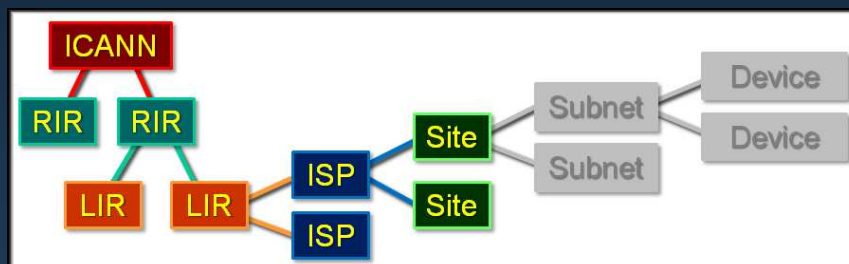 ICANN
RIR RIR
LIR LIR
ISP
ISP
Site
Site
Subnet
Subnet
Device
Device